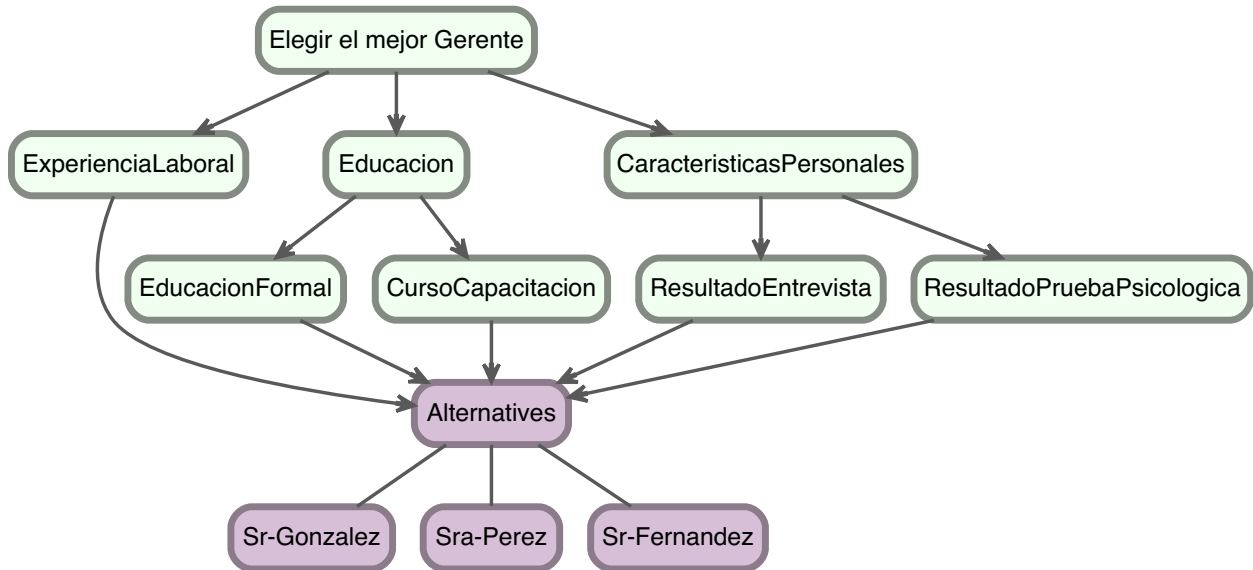 Elegir el mejor Gerente
ExperienciaLaboral
Educacion
CaracteristicasPersonales
EducacionFormal
CursoCapacitacion
ResultadoEntrevista
ResultadoPruebaPsicologica
Alternatives
Sr-Gonzalez
Sra-Perez
Sr-Fernandez